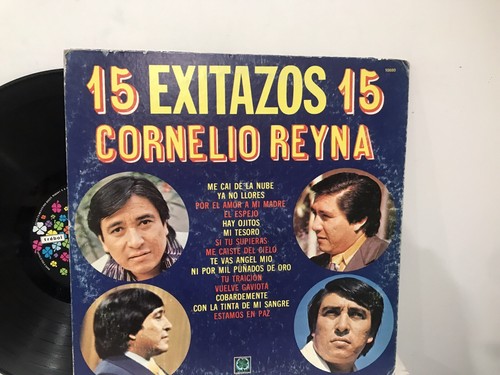 15 EXITAZOS 15
CORNELIO REYNA
ME CAI DE LA NUBE
YA NO LLORES
POR EL AMOR A MI MADRE
EL ESPEJO
HAY OJITOS
MI TESORO
SI TU SUPIERAS
ME CAISTE DEL CIELO
TE VAS ANGEL MIO
NI POR MIL PUÑADOS DE ORO
TU TRAICIÓN
VUELVE GAVIOTA
COBARDEMENTE
CON LA TINTA DE MI SANGRE
ESTAMOS EN PAZ
trébol